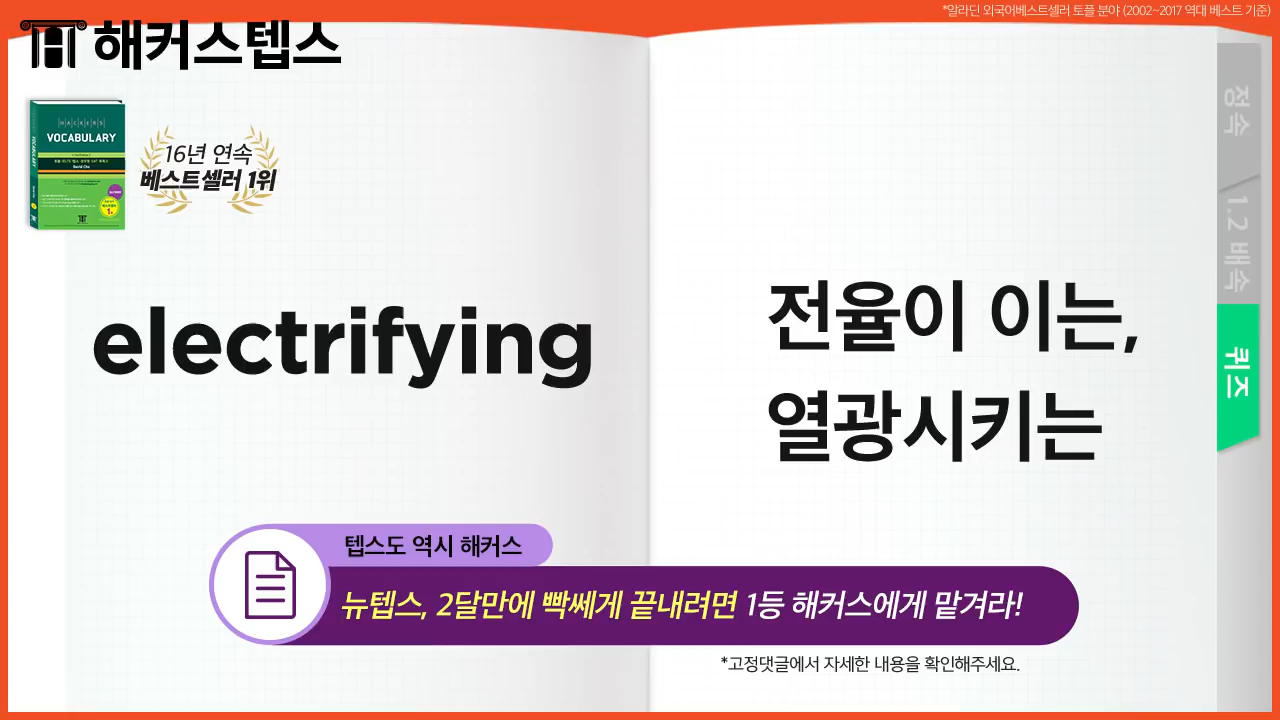 *알라딘 외국어베스트셀러 토플 분야 (2002~2017 역대 베스트 기준)
해커스텝스
HACKERS
VOCABULARY
16년 연속
베스트셀러 1위
electrifying
전율이 이는,
열광시키는
정속
1.2 배속
퀴즈
텝스도 역시 해커스
뉴텝스, 2달만에 빡쎄게 끝내려면 1등 해커스에게 맡겨라!
*고정댓글에서 자세한 내용을 확인해주세요.